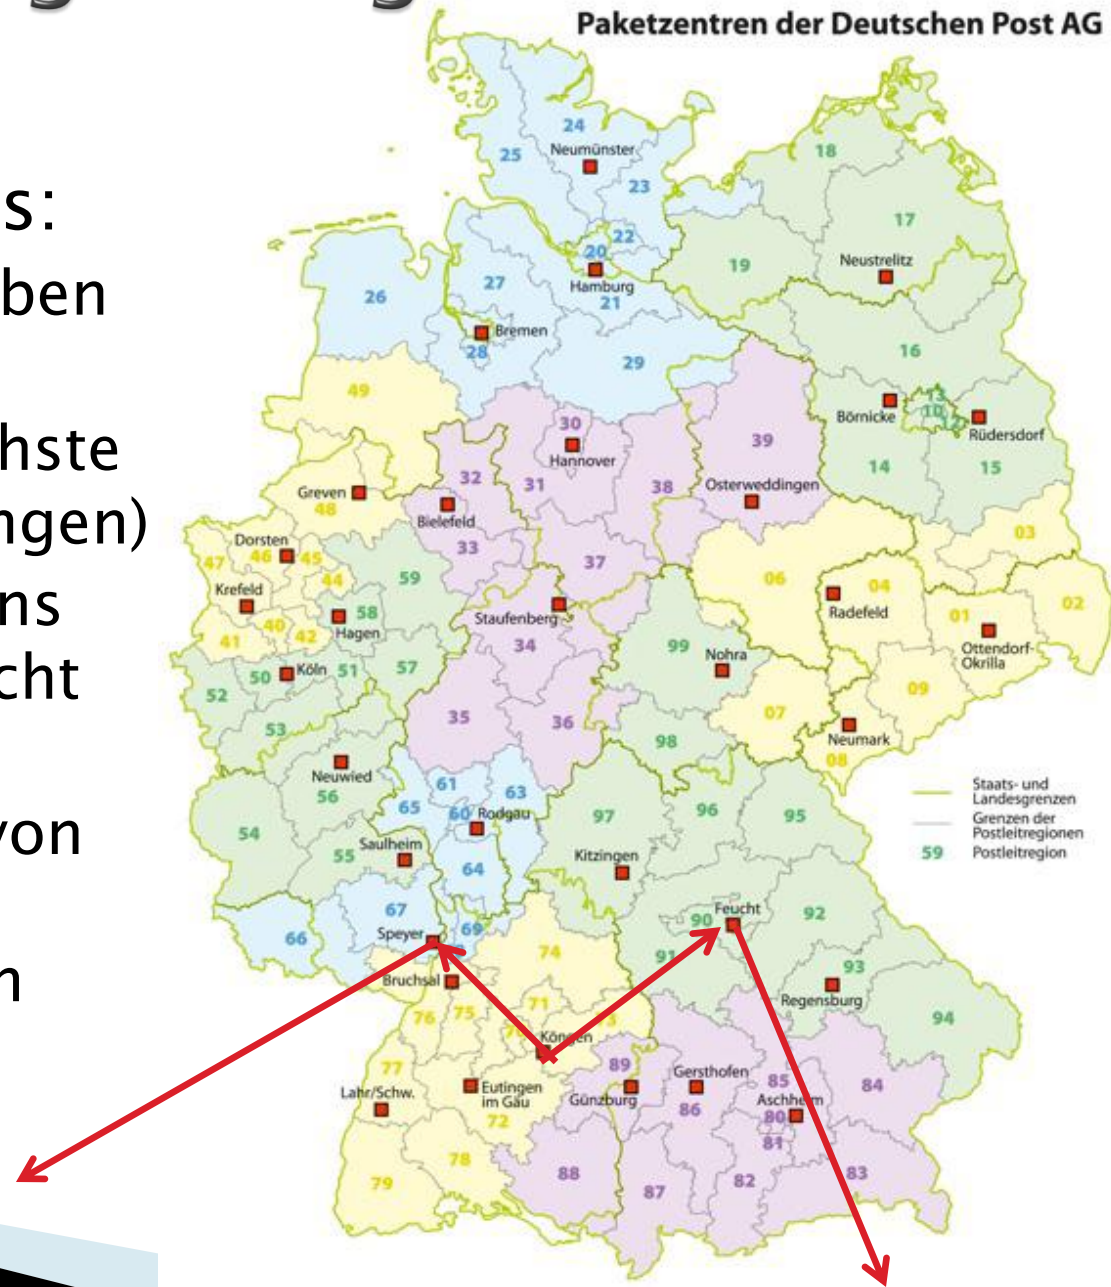 Paketzentren der Deutschen Post AG
s:
ben
chste
ngen)
ns
cht
von
n
24
25
Neumünster
23
22
20
Hamburg
21
27
26
Bremen
28
29
18
17
19
Neustrelitz
16
13
10
12
Börnicke
Rüdersdorf
14
15
49
30
Hannover
39
32
31
38
Osterweddingen
Greven
48
Bielefeld
33
37
03
Dorsten
47
46
45
44
59
Krefeld
58
Hagen
40
41
42
Staufenberg
34
06
04
Radefeld
01
02
Ottendorf-
Okrilla
99
Nohra
50
Köln
51
57
52
53
35
36
09
07
98
Neumark
08
Neuwied
56
61
63
65
60
Rodgau
97
96
95
54
55
Saulheim
64
Kitzingen
Staats- und
Landesgrenzen
Grenzen der
Postleitregionen
59
Postleitregion
67
66
Speyer
69
90
Feucht
92
91
74
93
Regensburg
94
Bruchsal
76
75
71
Köngen
77
89
Gersthofen
85
84
Lahr/Schw.
Eutingen
im Gäu
Günzburg
86
Aschheim
80
81
72
79
78
88
87
82
83